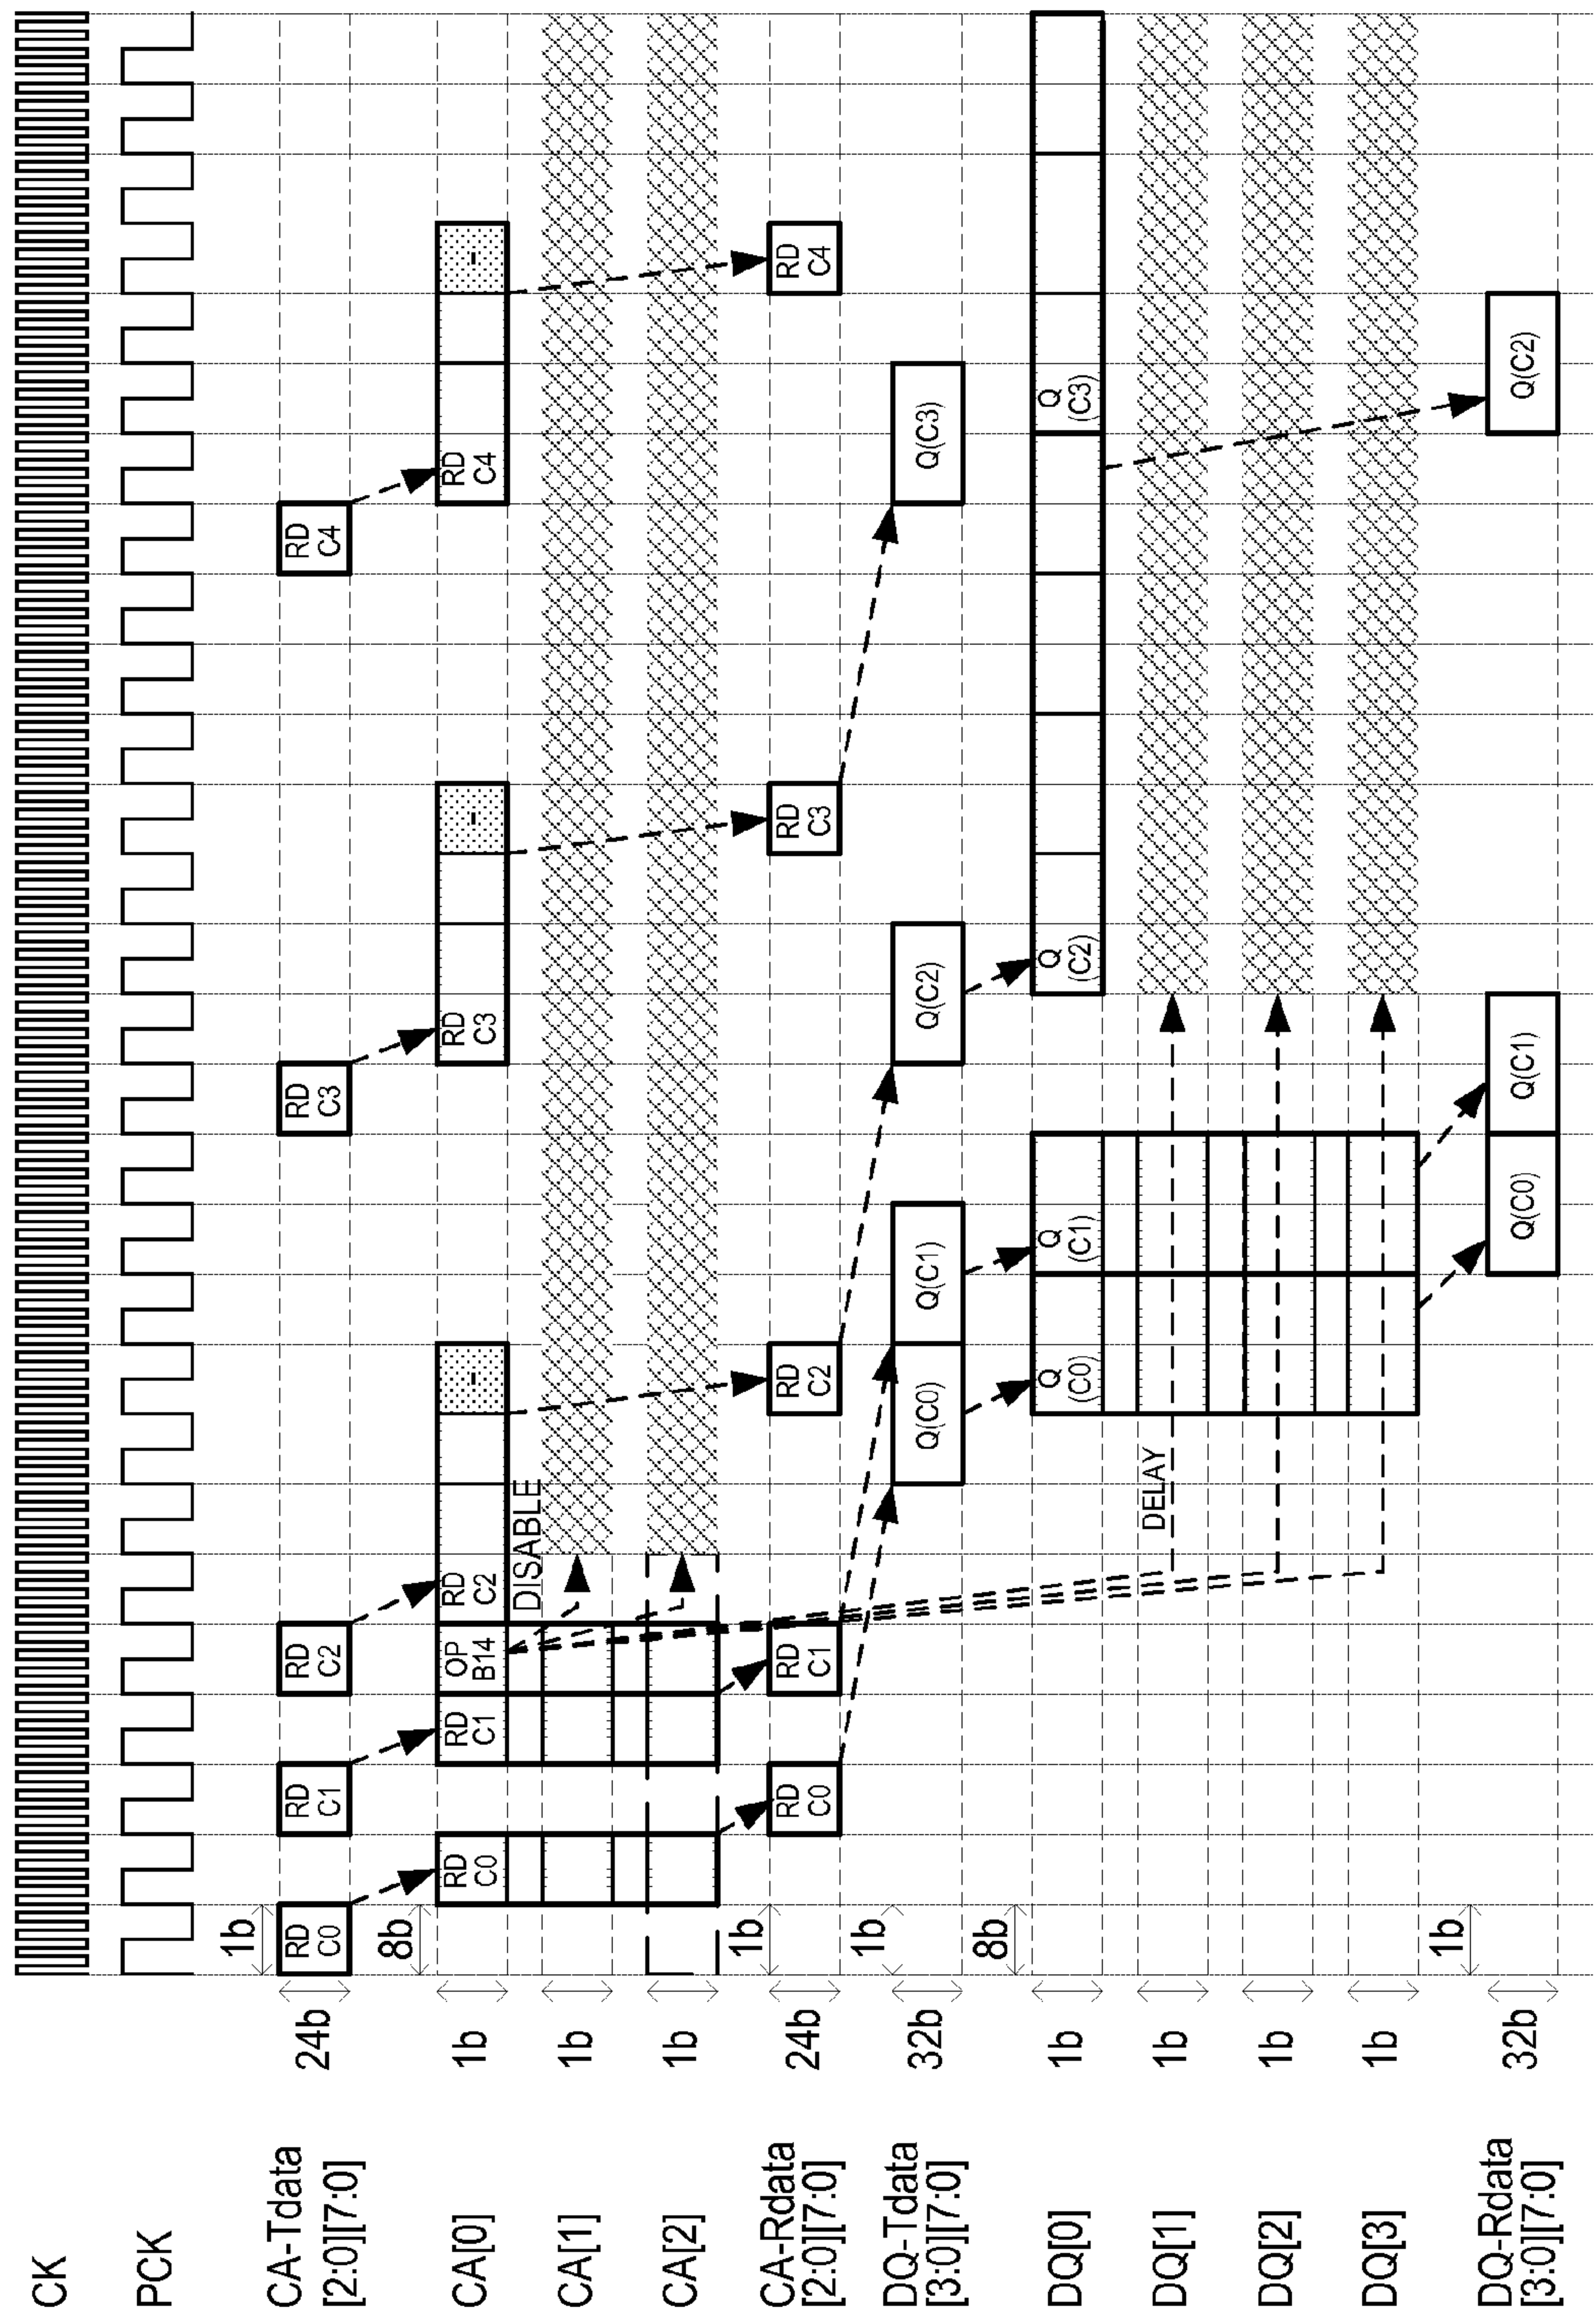 CK
PCK
CA-Tdata
[2:0][7:0]
24b
1b
RD
C0
RD
C1
RD
C2
RD
C3
RD
C4
8b
CA[0]
1b
RD
C0
RD
C1
OP
B14
RD
C2
-
RD
C3
-
RD
C4
-
DISABLE
CA[1]
1b
CA[2]
1b
1b
CA-Rdata
[2:0][7:0]
24b
RD
C0
RD
C1
RD
C2
RD
C3
RD
C4
1b
DQ-Tdata
[3:0][7:0]
32b
Q(C0)
Q(C1)
Q(C2)
Q(C3)
8b
DQ[0]
1b
Q
(C0)
Q
(C1)
Q
(C2)
Q
(C3)
DELAY
DQ[1]
1b
DQ[2]
1b
DQ[3]
1b
1b
DQ-Rdata
[3:0][7:0]
32b
Q(C0)
Q(C1)
Q(C2)